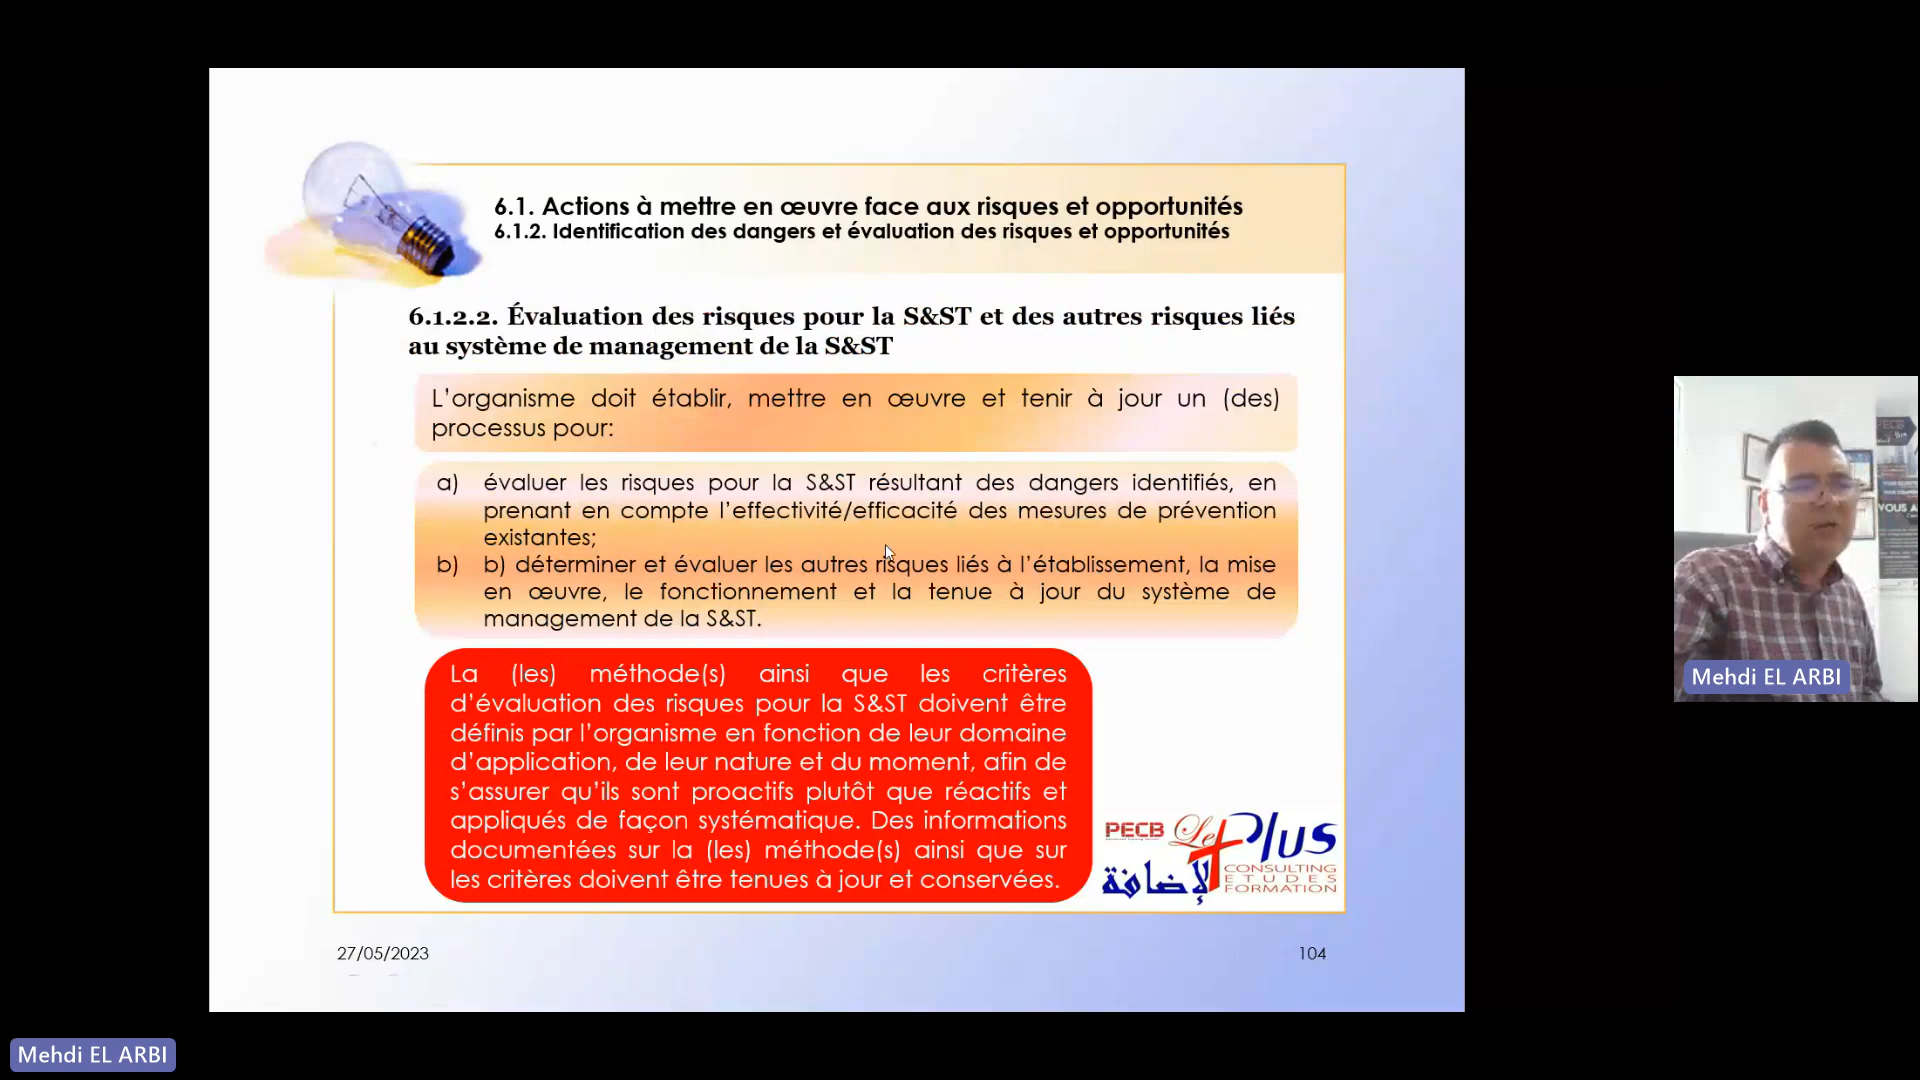 6.1. Actions à mettre en œuvre face aux risques et opportunités
6.1.2. Identification des dangers et évaluation des risques et opportunités
6.1.2.2. Évaluation des risques pour la S&ST et des autres risques liés
au système de management de la S&ST
L’organisme doit établir, mettre en œuvre et tenir à jour un (des)
processus pour:
a) évaluer les risques pour la S&ST résultant des dangers identifiés, en
prenant en compte l’effectivité/efficacité des mesures de prévention
existantes;
b) b) déterminer et évaluer les autres risques liés à l’établissement, la mise
en œuvre, le fonctionnement et la tenue à jour du système de
management de la S&ST.
La (les) méthode(s) ainsi que les critères
d’évaluation des risques pour la S&ST doivent être
définis par l’organisme en fonction de leur domaine
d’application, de leur nature et du moment, afin de
s’assurer qu’ils sont proactifs plutôt que réactifs et
appliqués de façon systématique. Des informations
documentées sur la (les) méthode(s) ainsi que sur
les critères doivent être tenues à jour et conservées.
PECB Le Plus
الإضافة
CONSULTING
ETUDES
FORMATION
27/05/2023
104
PECB
VOUS A
Mehdi EL ARBI
Mehdi EL ARBI